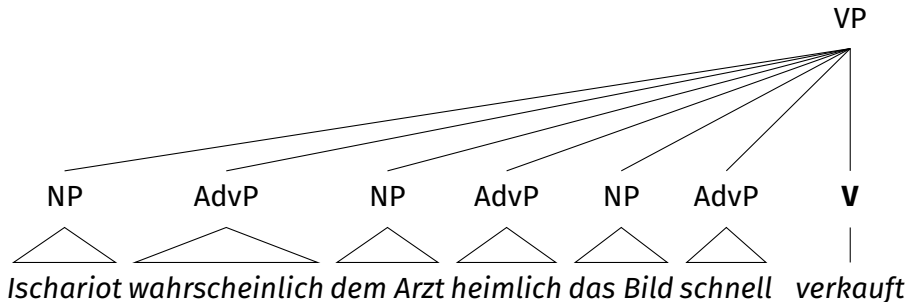 VP
NP AdvP NP AdvP NP AdvP V
Ischariot wahrscheinlich dem Arzt heimlich das Bild schnell verkauft